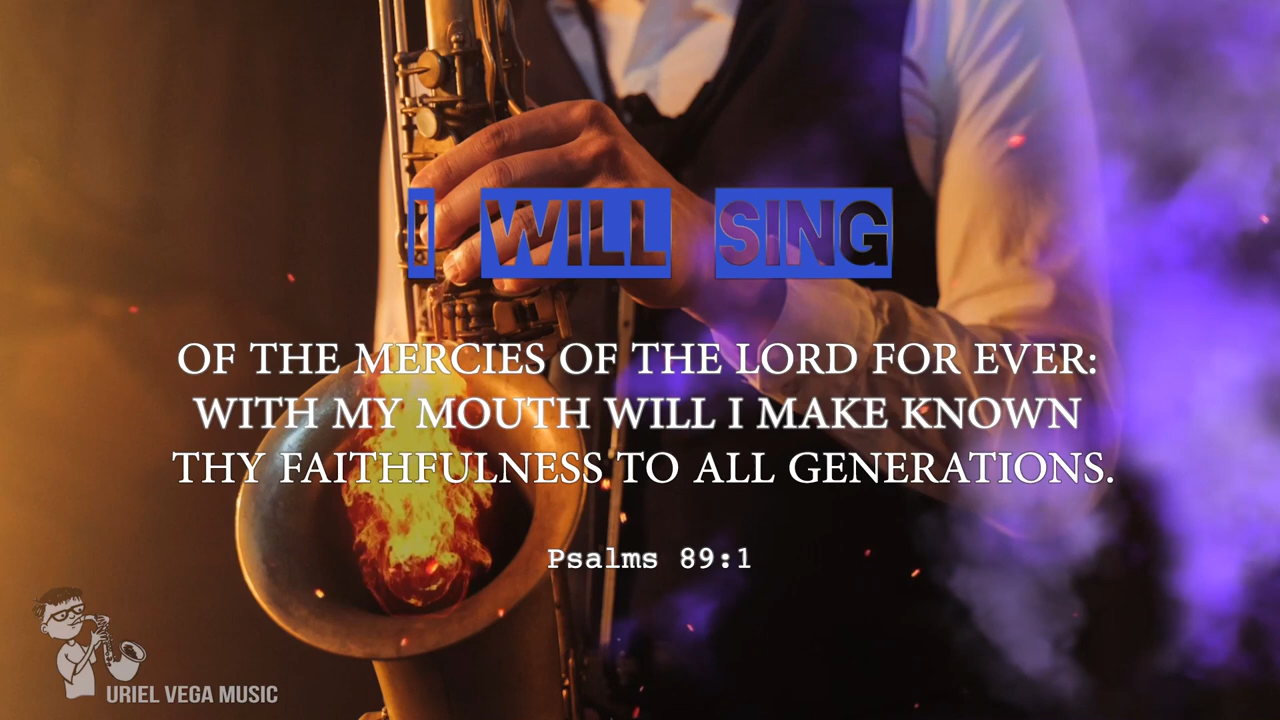 I WILL SING
OF THE MERCIES OF THE LORD FOR EVER:
WITH MY MOUTH WILL I MAKE KNOWN
THY FAITHFULNESS TO ALL GENERATIONS.
Psalms 89:1
URIEL VEGA MUSIC